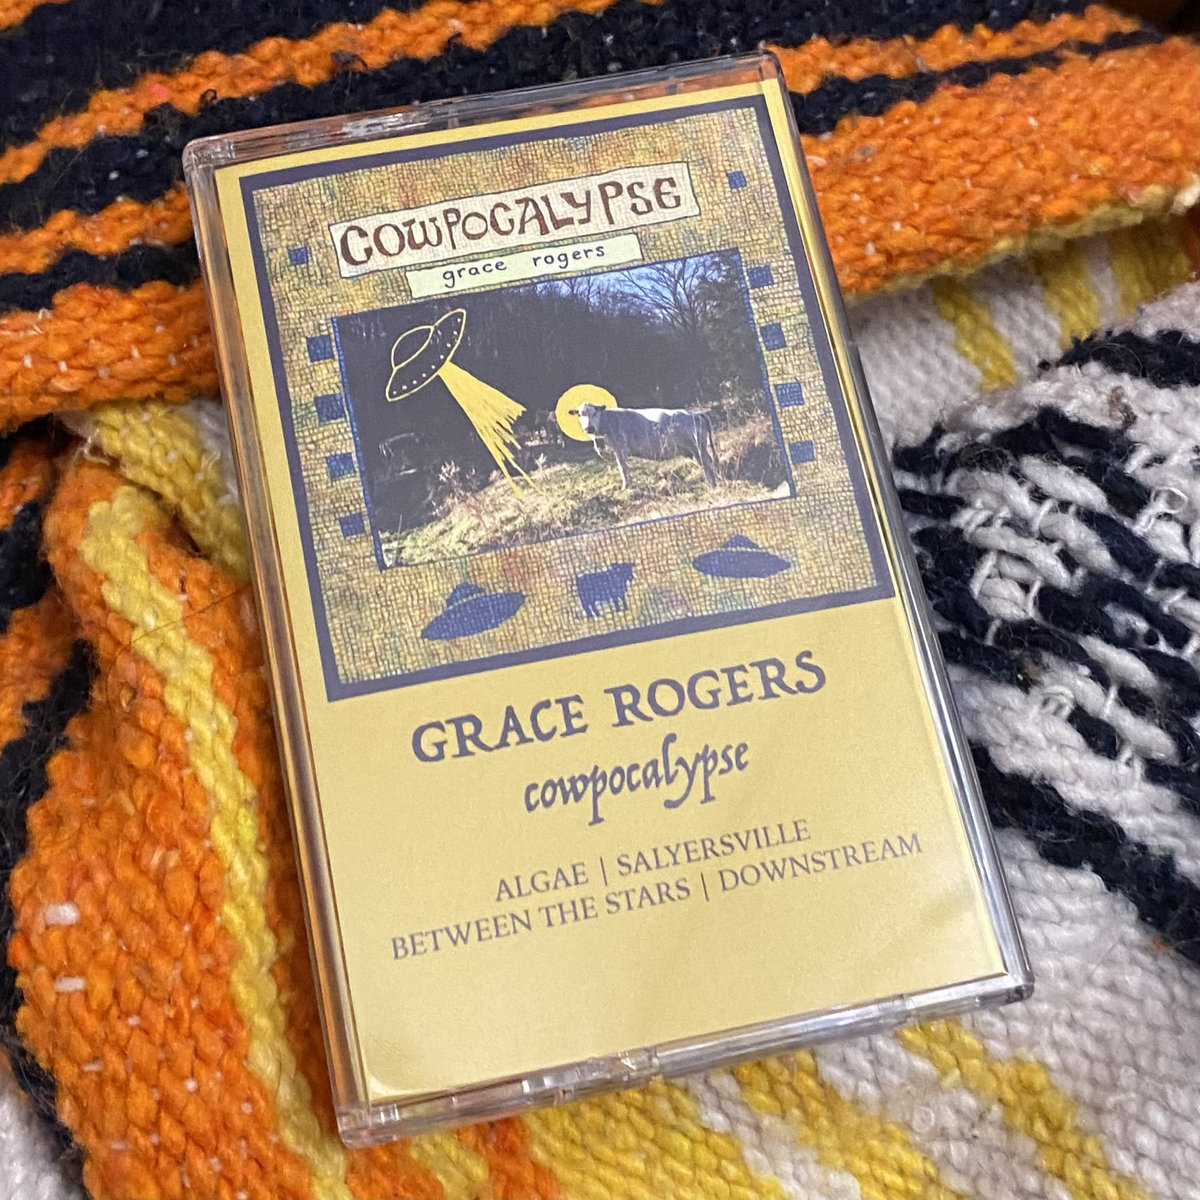 COWPOCALYPSE
grace rogers
GRACE ROGERS
cowpocalypse
ALGAE | SALYERSVILLE
BETWEEN THE STARS | DOWNSTREAM